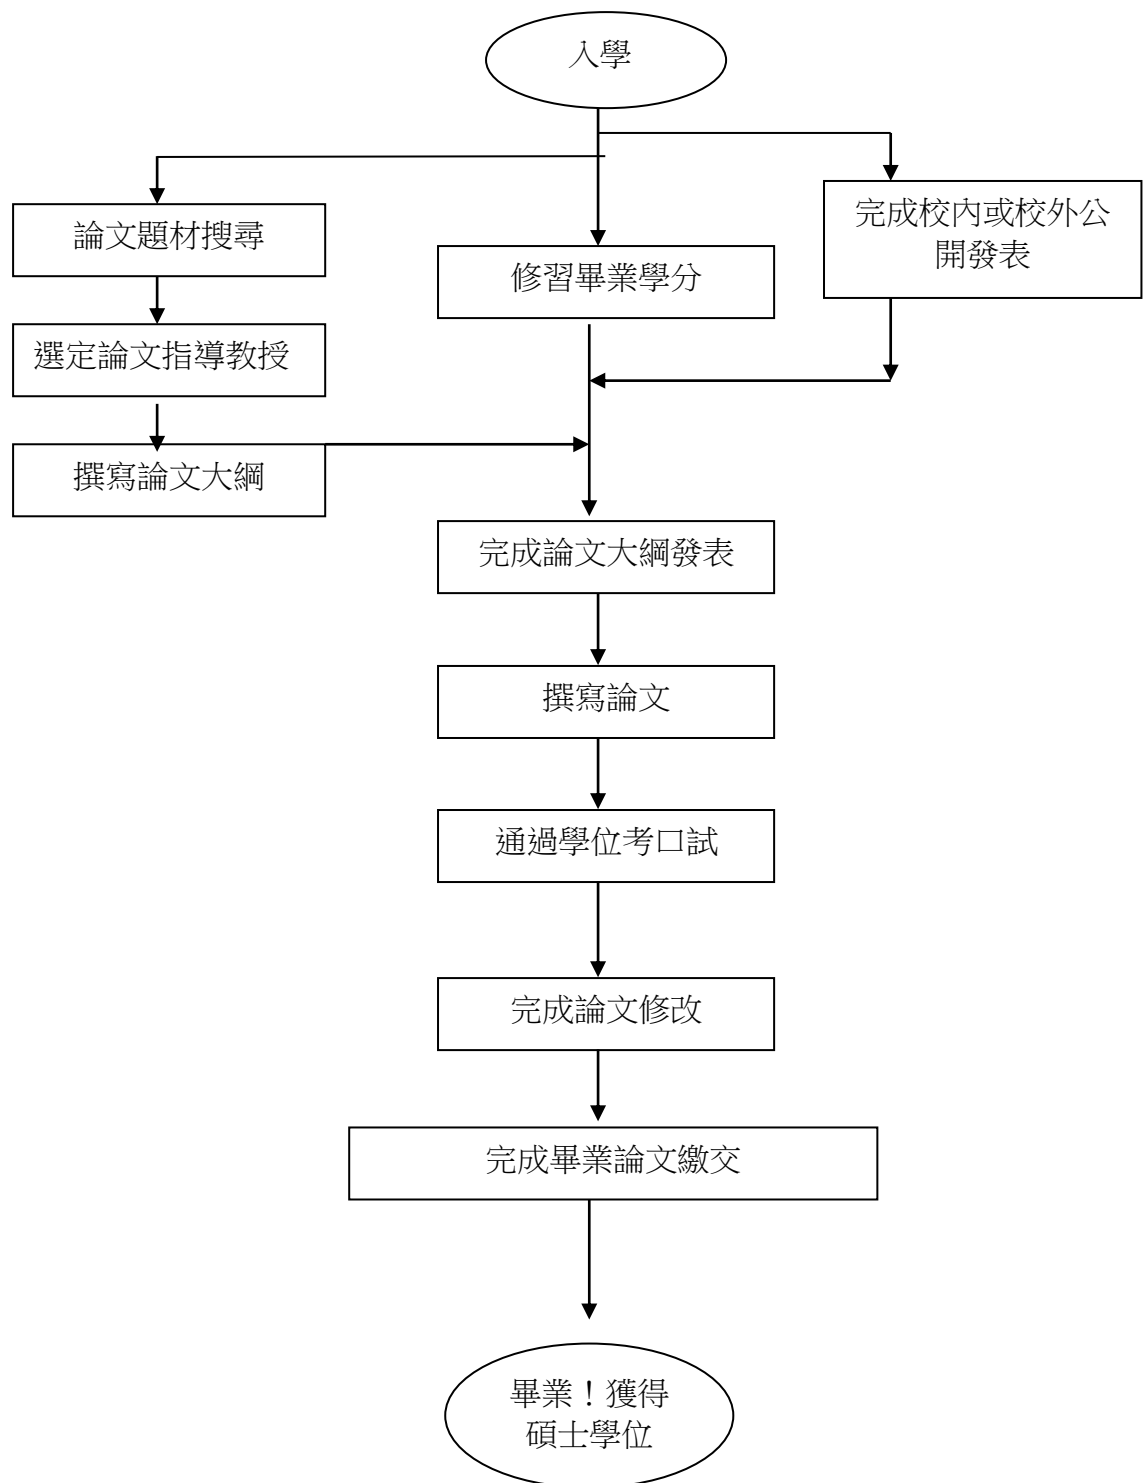 入學
論文題材搜尋
修習畢業學分
完成校內或校外公
開發表
選定論文指導教授
撰寫論文大綱
完成論文大綱發表
撰寫論文
通過學位考口試
完成論文修改
完成畢業論文繳交
畢業！獲得
碩士學位